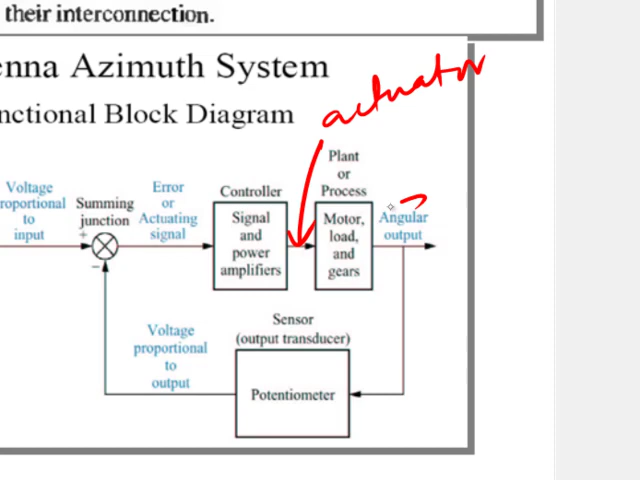 their interconnection.
enna Azimuth System
nctional Block Diagram
actuator
Plant
or
Process
Controller
Voltage
roportional
to
input
Summing
junction
+
−
Error
or
Actuating
signal
Signal
and
power
amplifiers
Motor,
load,
and
gears
Angular
output
Voltage
proportional
to
output
Sensor
(output transducer)
Potentiometer